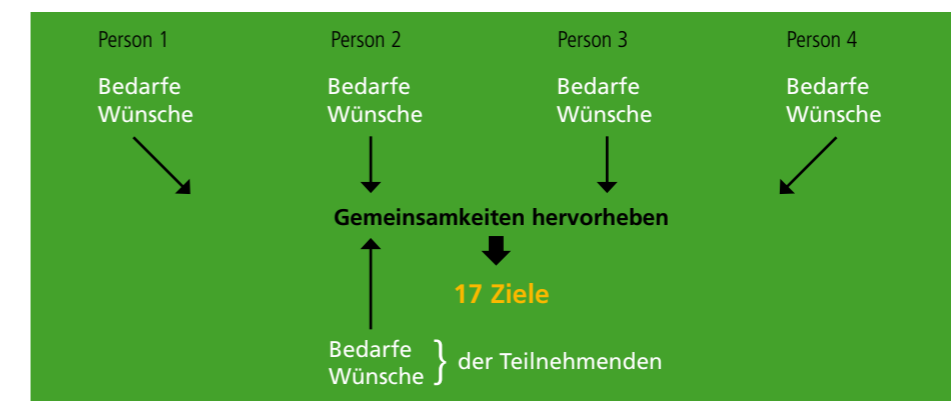 Person 1 Person 2 Person 3 Person 4
Bedarfe Bedarfe Bedarfe Bedarfe
Wünsche Wünsche Wünsche Wünsche
Gemeinsamkeiten hervorheben
17 Ziele
Bedarfe
Wünsche } der Teilnehmenden